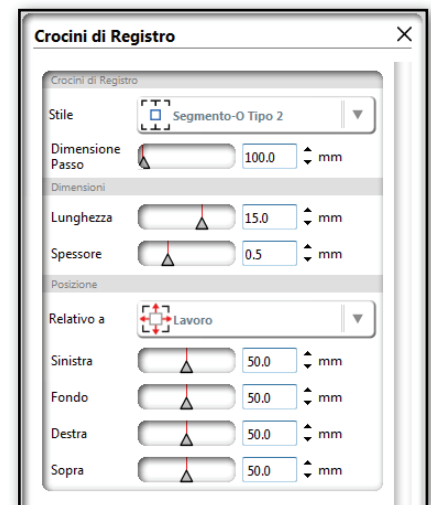 Crocini di Registro
Crocini di Registro
Stile Segmento-O Tipo 2
Dimensione
Passo 100.0 mm
Dimensioni
Lunghezza 15.0 mm
Spessore 0.5 mm
Posizione
Relativo a Lavoro
Sinistra 50.0 mm
Fondo 50.0 mm
Destra 50.0 mm
Sopra 50.0 mm